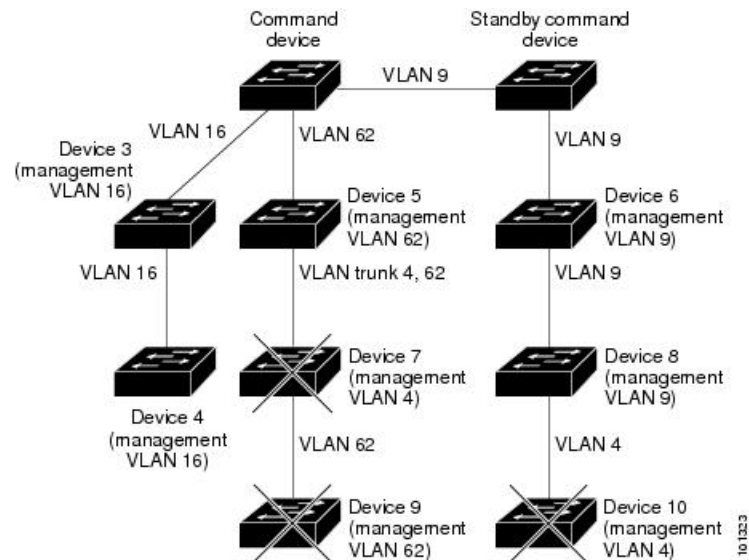 Command
device
Standby command
device
VLAN 9
VLAN 16
VLAN 62
VLAN 9
Device 3
(management
VLAN 16)
Device 5
(management
VLAN 62)
Device 6
(management
VLAN 9)
VLAN 16
VLAN trunk 4, 62
VLAN 9
Device 7
(management
VLAN 4)
Device 8
(management
VLAN 9)
Device 4
(management
VLAN 16)
VLAN 62
VLAN 4
Device 9
(management
VLAN 62)
Device 10
(management
VLAN 4)
101323